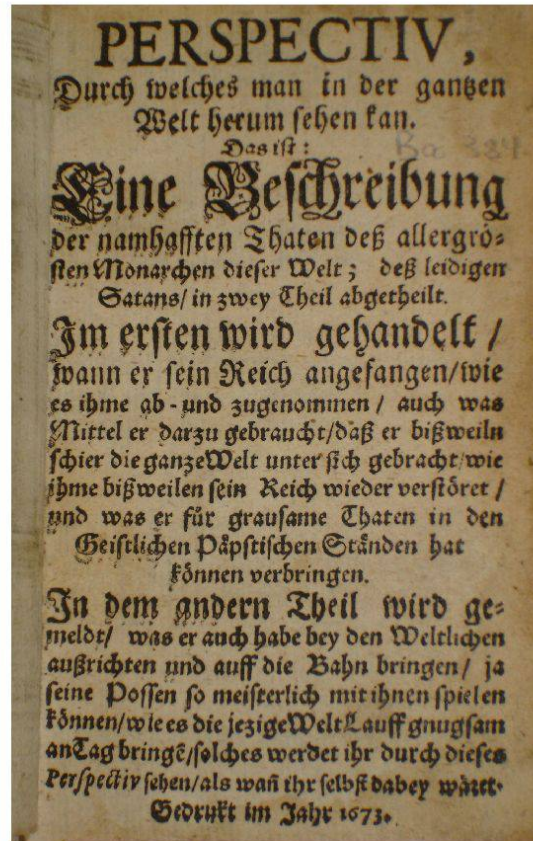 PERSPECTIV,
Durch welches man in der gantzen
Welt herum sehen kan.
Das ist:
Eine Beschreibung
der namhafften Thaten deß allergrö-
sten Monarchen dieser Welt; deß leidigen
Satans/ in zwey Theil abgetheilt.
Im ersten wird gehandelt /
wann er sein Reich angefangen/wie
es ihme ab - und zugenommen / auch was
Mittel er darzu gebraucht/daß er bißweiln
schier die ganze Welt unter sich gebracht/wie
ihme bißweilen sein Reich wieder verstöret /
und was er für grausame Thaten in den
Geistlichen Päpstischen Ständen hat
können verbringen.
In dem andern Theil wird ge-
meldt/ was er auch habe bey den Weltlichen
außrichten und auff die Bahn bringen/ ja
seine Possen so meisterlich mit ihnen spielen
können/wie es die jezige Welt Lauff gnugsam
an Tag bringẽ/solches werdet ihr durch dieses
Perspectiv sehen/als wañ ihr selbst dabey wäret.
Gedrukt im Jahr 1673.